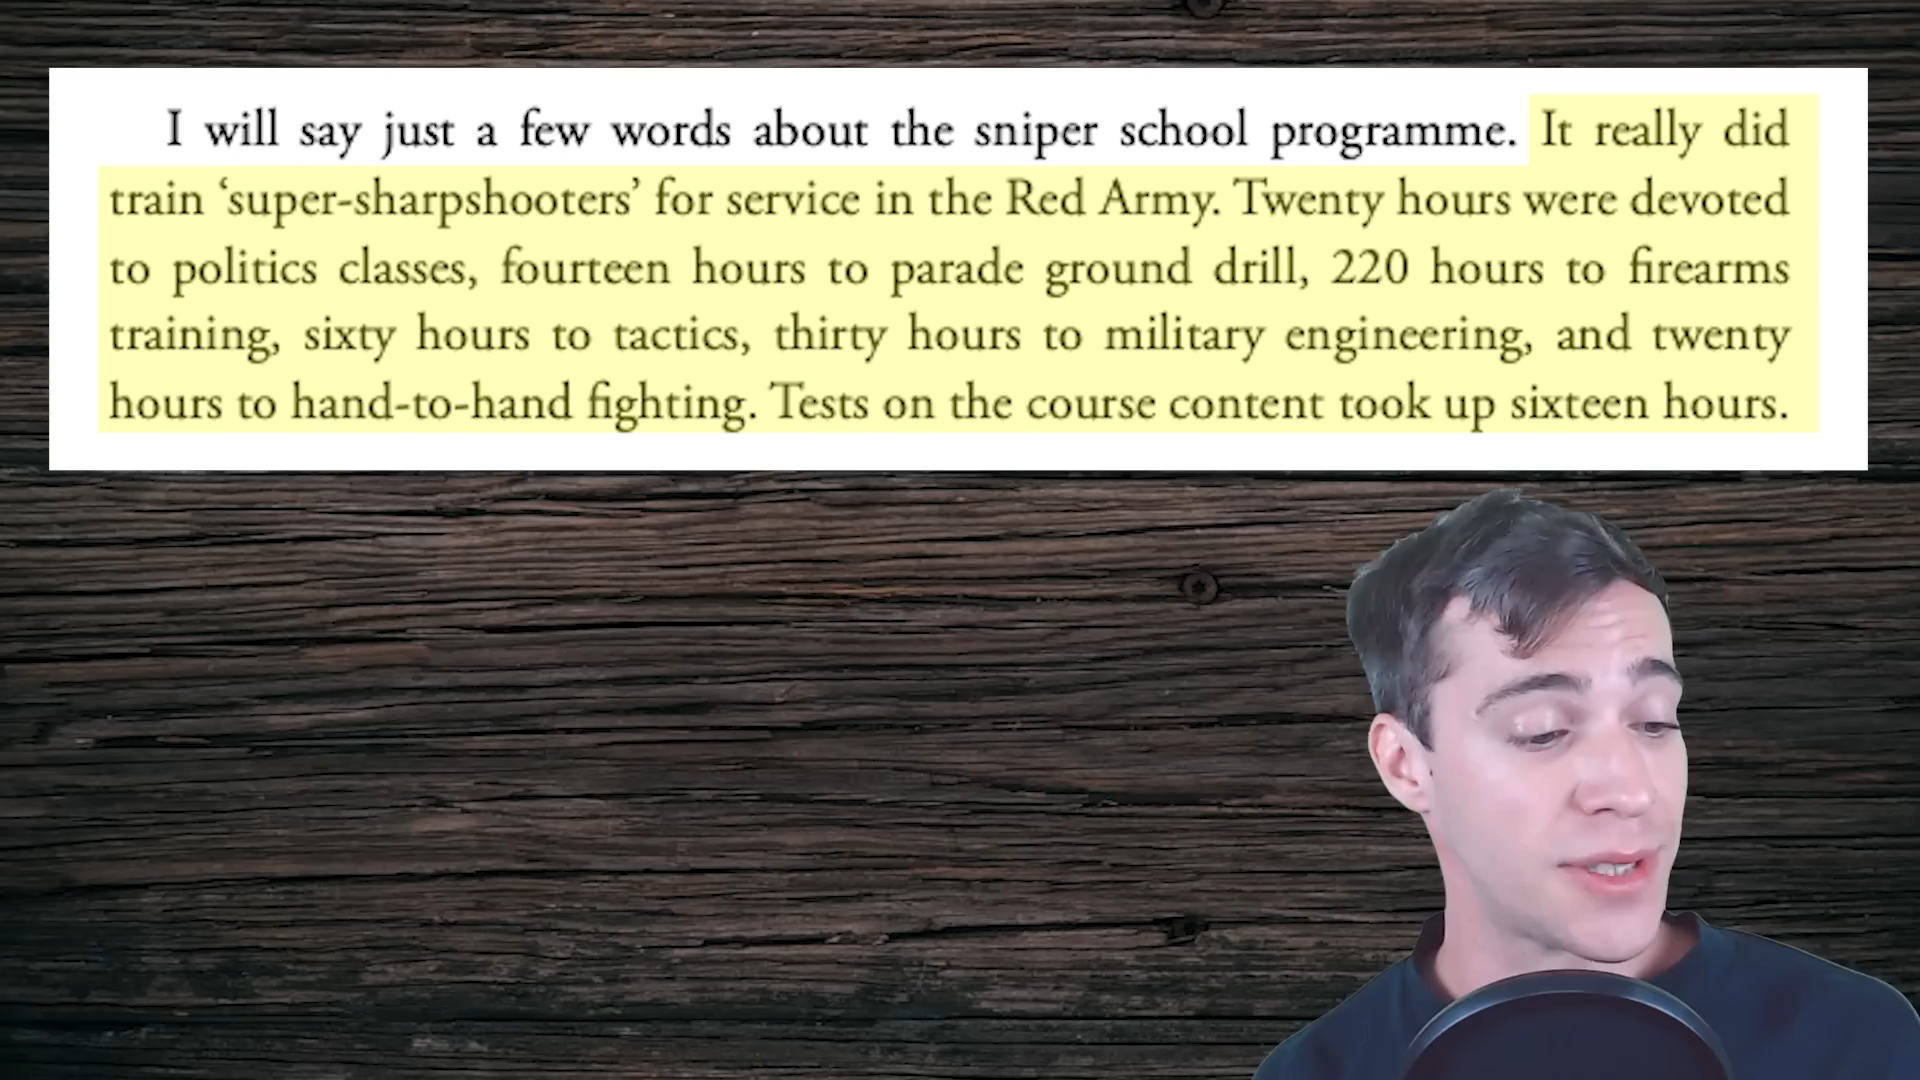 I will say just a few words about the sniper school programme. It really did
train ‘super-sharpshooters’ for service in the Red Army. Twenty hours were devoted
to politics classes, fourteen hours to parade ground drill, 220 hours to firearms
training, sixty hours to tactics, thirty hours to military engineering, and twenty
hours to hand-to-hand fighting. Tests on the course content took up sixteen hours.